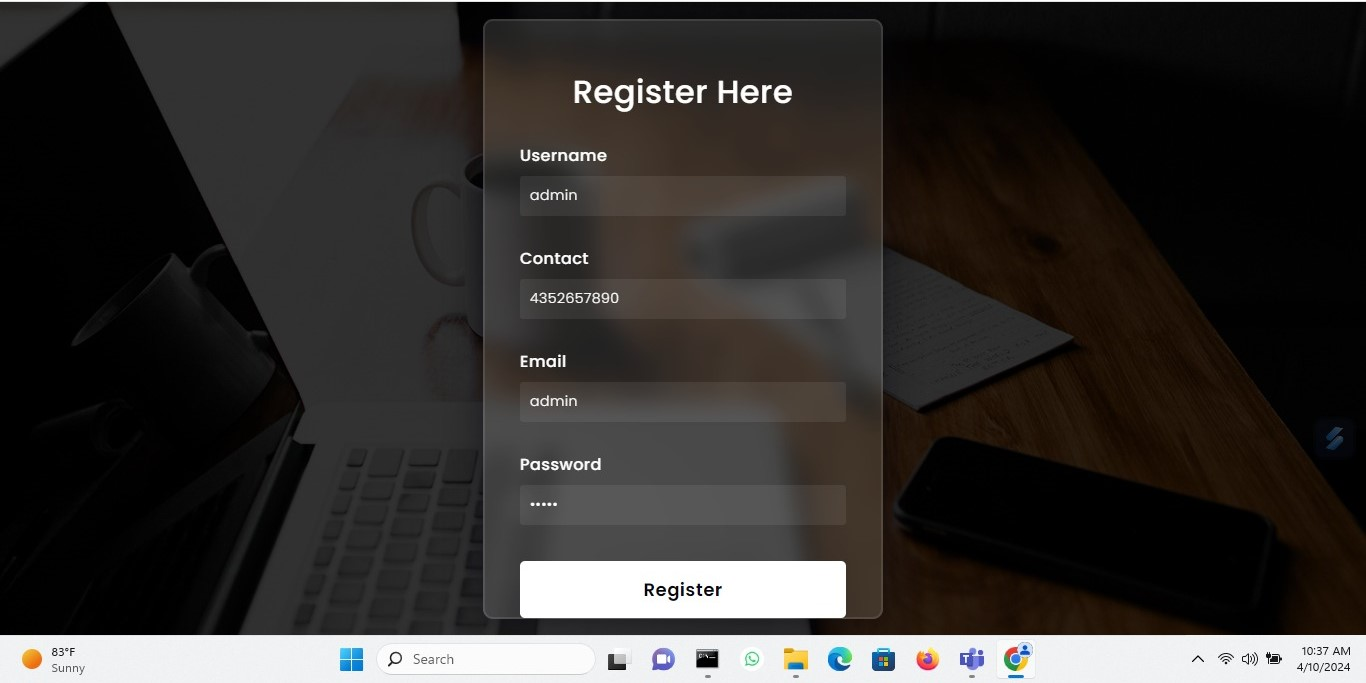 Register Here
Username
admin
Contact
4352657890
Email
admin
Password
•••••
Register
83°F
Sunny
Search
10:37 AM
4/10/2024